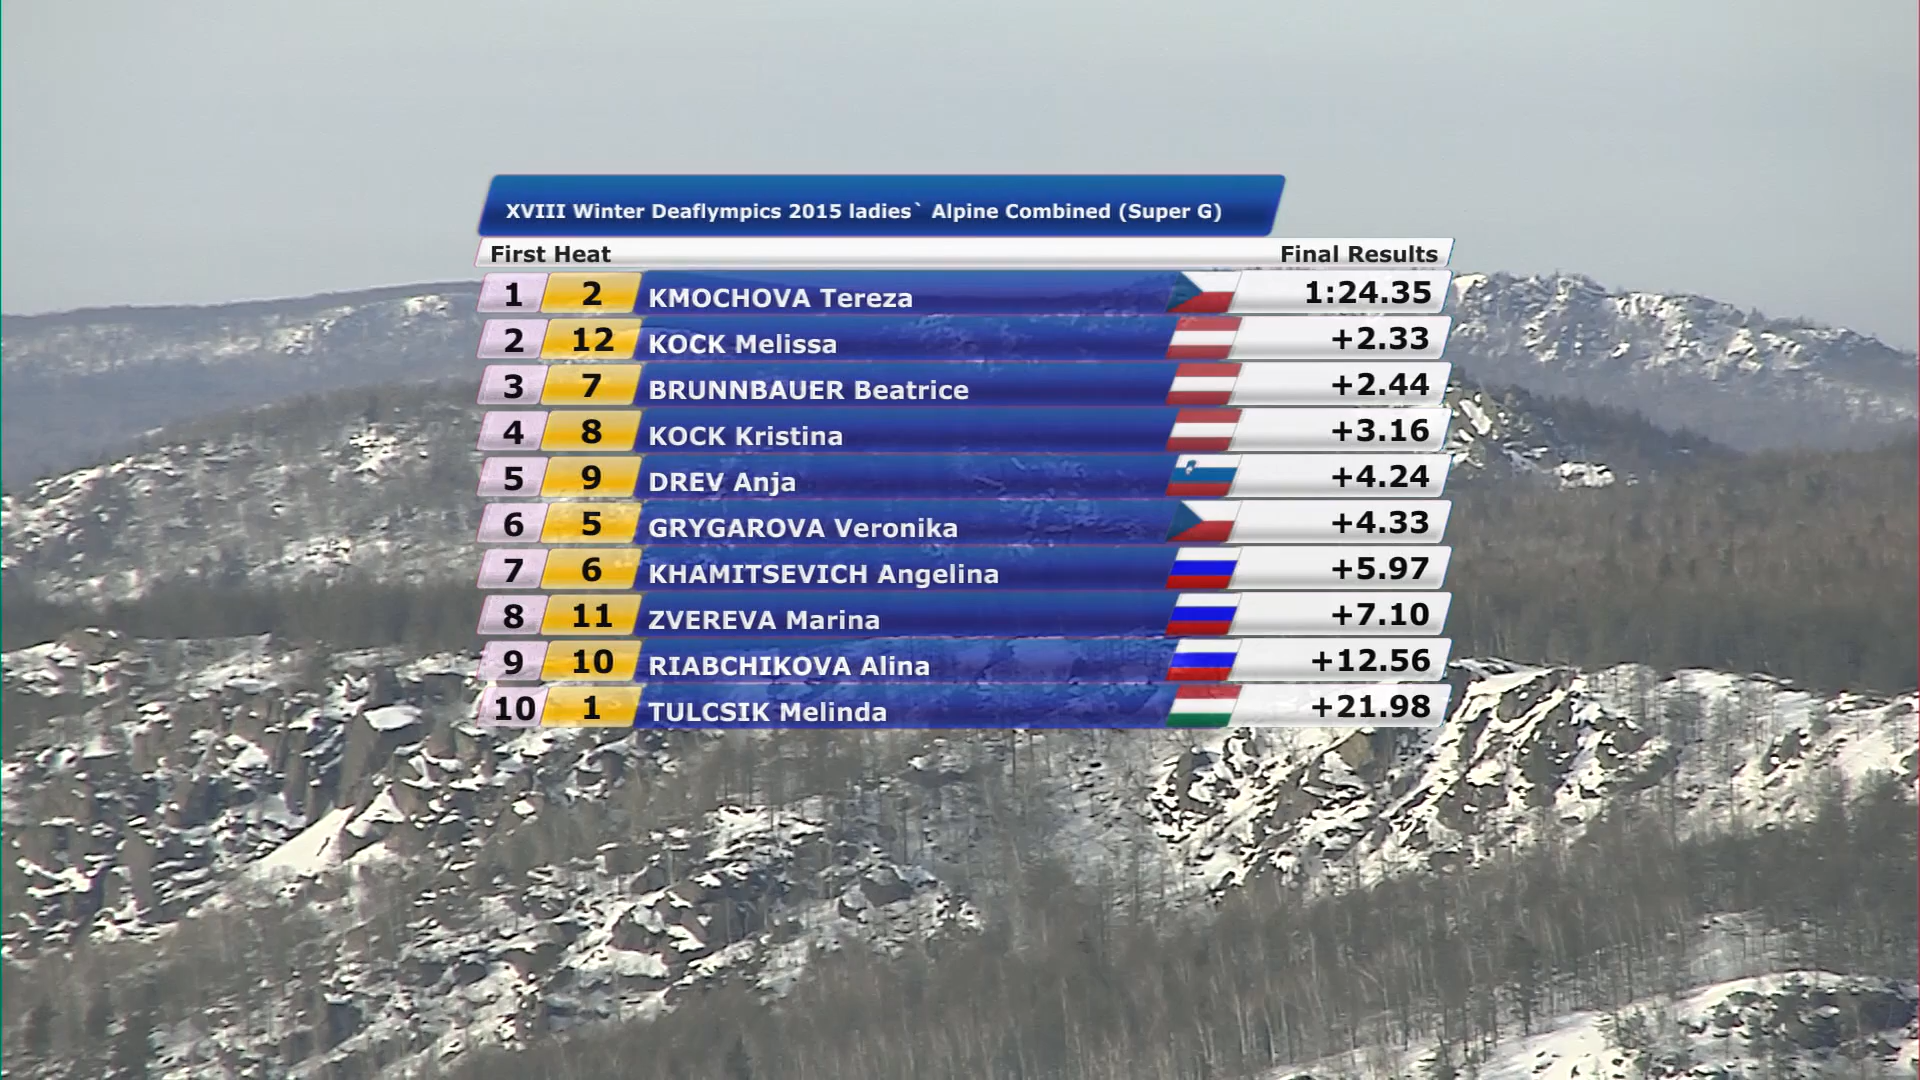 XVIII Winter Deaflympics 2015 ladies` Alpine Combined (Super G)
First Heat Final Results
1 2 KMOCHOVA Tereza 1:24.35
2 12 KOCK Melissa +2.33
3 7 BRUNNBAUER Beatrice +2.44
4 8 KOCK Kristina +3.16
5 9 DREV Anja +4.24
6 5 GRYGAROVA Veronika +4.33
7 6 KHAMITSEVICH Angelina +5.97
8 11 ZVEREVA Marina +7.10
9 10 RIABCHIKOVA Alina +12.56
10 1 TULCSIK Melinda +21.98